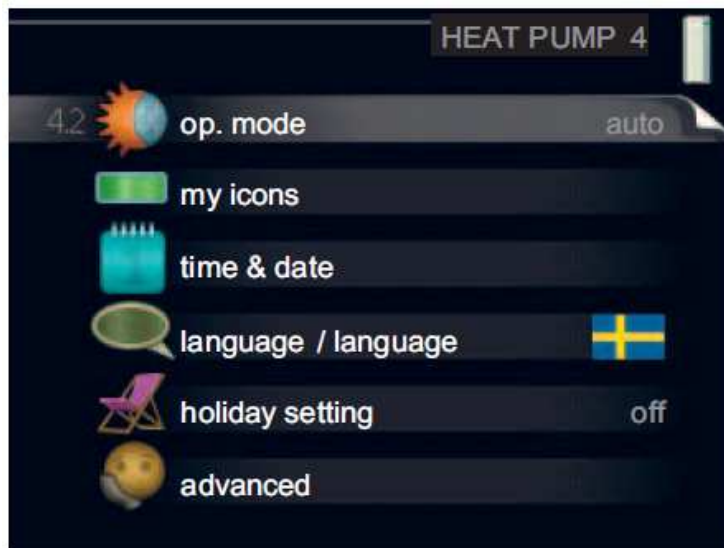 HEAT PUMP 4
4.2 op. mode auto
my icons
time & date
language / language
holiday setting off
advanced